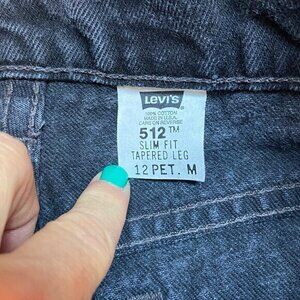 LEVI'S
100% COTTON
MADE IN U.S.A.
CARE ON REVERSE
512™
SLIM FIT
TAPERED LEG
12 PET. M